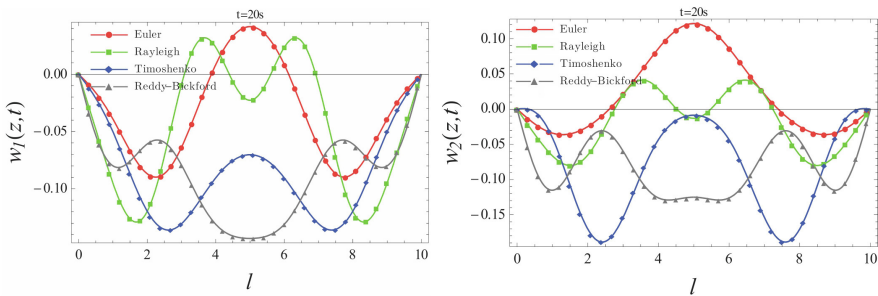 t=20s
Euler
Rayleigh
Timoshenko
Reddy–Bickford
0.00
−0.05
−0.10
w1(z,t)
0 2 4 6 8 10
l
t=20s
Euler
Rayleigh
Timoshenko
Reddy–Bickford
0.10
0.05
0.00
−0.05
−0.10
−0.15
w2(z,t)
0 2 4 6 8 10
l